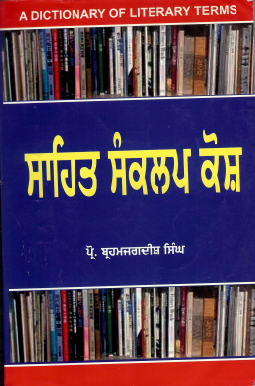 A DICTIONARY OF LITERARY TERMS
ਸਾਹਿਤ ਸੰਕਲਪ ਕੋਸ਼
ਪ੍ਰੋ. ਬ੍ਰਹਮਜਗਦੀਸ਼ ਸਿੰਘ